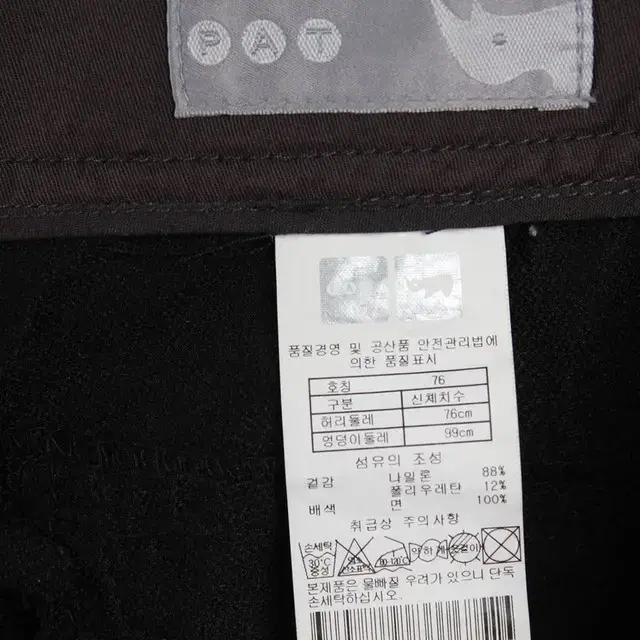 PAT
품질경영 및 공산품 안전관리법에
의한 품질표시
호칭 76
구분 신체치수
허리둘레 76cm
엉덩이둘레 99cm
섬유의 조성
겉감 나일론 88%
폴리우레탄 12%
배색 면 100%
취급상 주의사항
손세탁 30°C 중성
약하게
본제품은 물빠질 우려가 있으니 단독
손세탁하십시오.